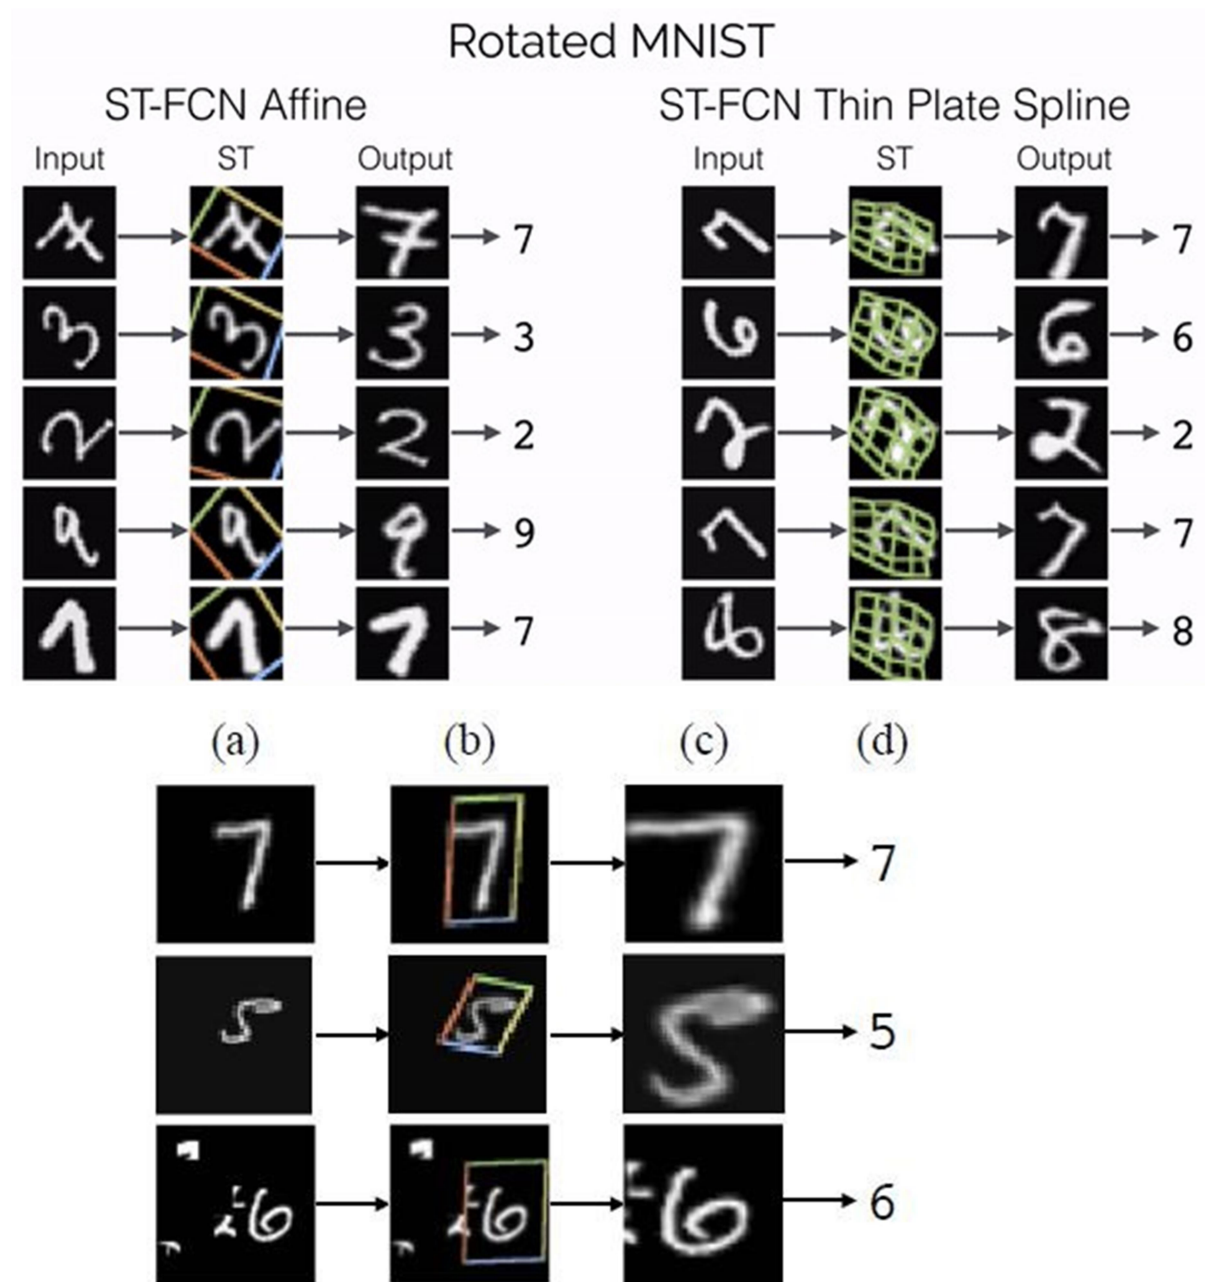 Rotated MNIST
ST-FCN Affine
ST-FCN Thin Plate Spline
Input ST Output
Input ST Output
7 7
3 6
2 2
9 7
7 8
(a) (b) (c) (d)
7
5
6